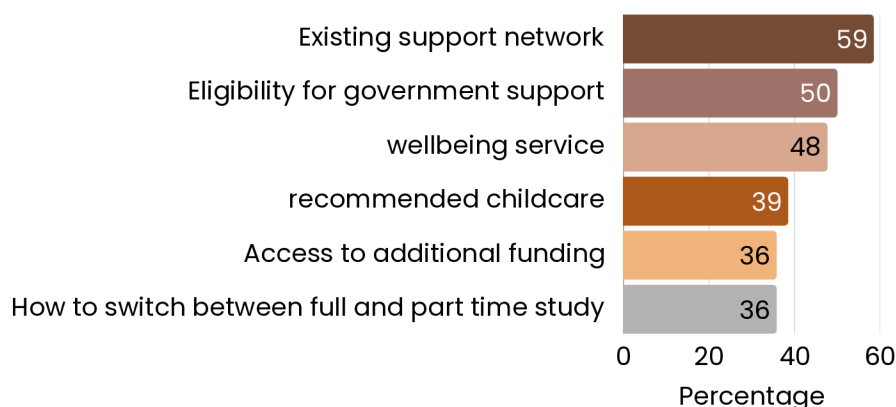 Existing support network
59
Eligibility for government support
50
wellbeing service
48
recommended childcare
39
Access to additional funding
36
How to switch between full and part time study
36
0 20 40 60
Percentage